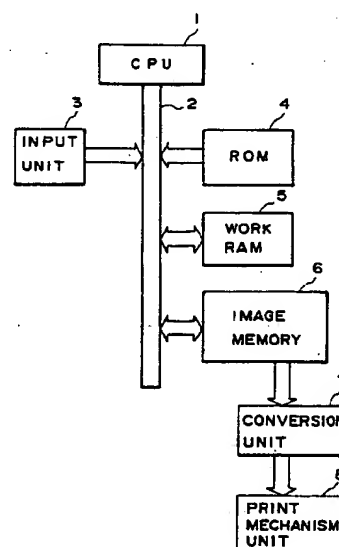 1
CPU
2
3
INPUT
UNIT
4
ROM
5
WORK
RAM
6
IMAGE
MEMORY
CONVERSION
UNIT
PRINT
MECHANISM
UNIT